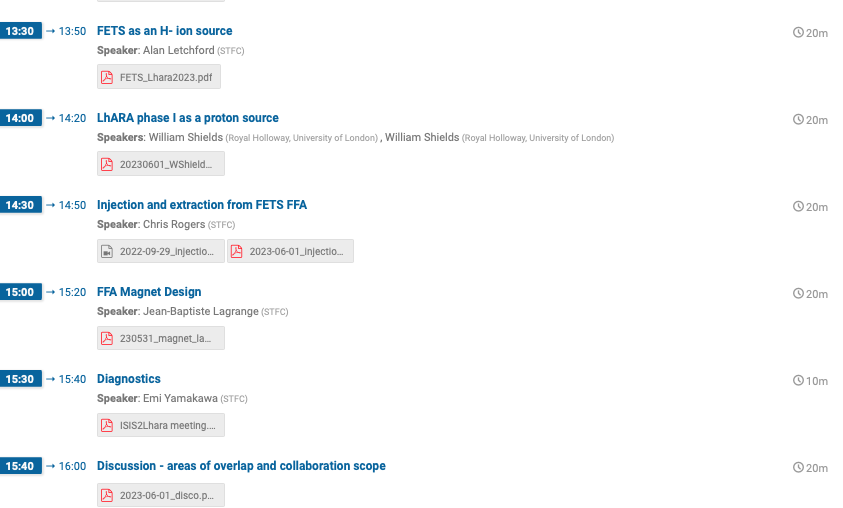 13:30 → 13:50 FETS as an H- ion source 20m
Speaker: Alan Letchford (STFC)
FETS_Lhara2023.pdf
14:00 → 14:20 LhARA phase I as a proton source 20m
Speakers: William Shields (Royal Holloway, University of London) , William Shields (Royal Holloway, University of London)
20230601_WShield...
14:30 → 14:50 Injection and extraction from FETS FFA 20m
Speaker: Chris Rogers (STFC)
2022-09-29_injectio... 2023-06-01_injectio...
15:00 → 15:20 FFA Magnet Design 20m
Speaker: Jean-Baptiste Lagrange (STFC)
230531_magnet_la...
15:30 → 15:40 Diagnostics 10m
Speaker: Emi Yamakawa (STFC)
ISIS2Lhara meeting....
15:40 → 16:00 Discussion - areas of overlap and collaboration scope 20m
2023-06-01_disco.p...